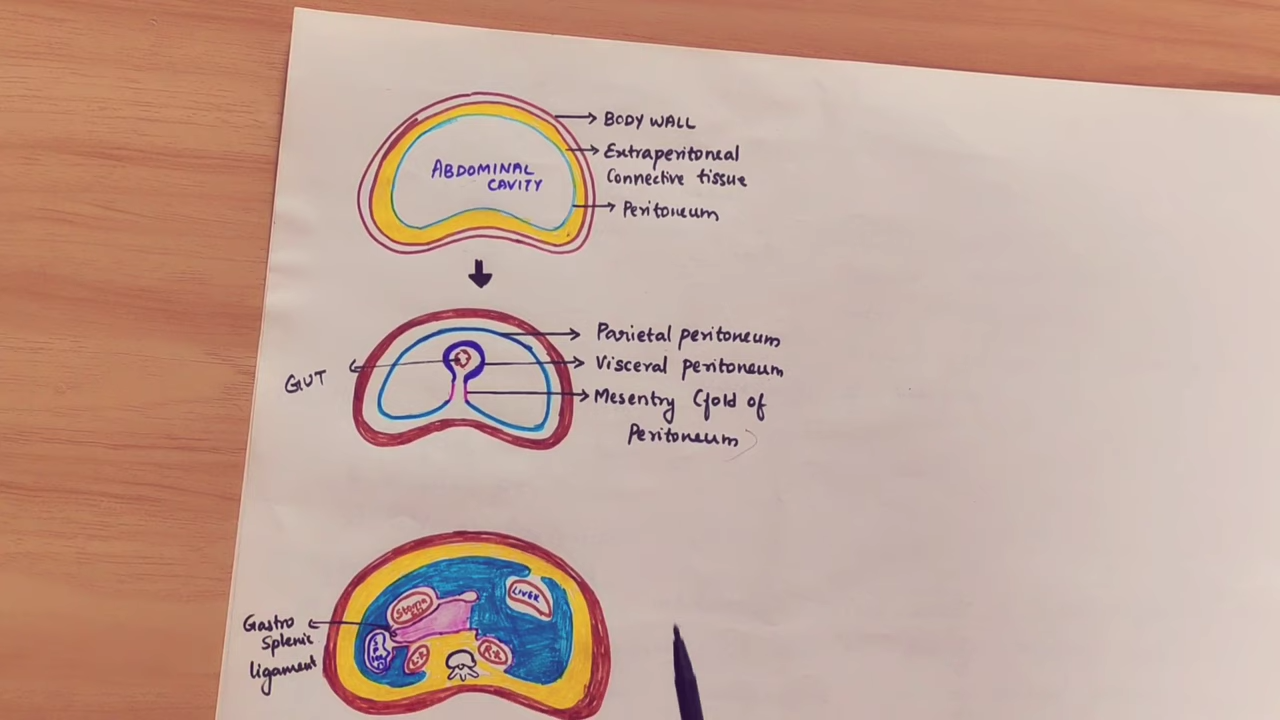 BODY WALL
Extraperitoneal
Connective tissue
Peritoneum
ABDOMINAL
CAVITY
Parietal peritoneum
Visceral peritoneum
GUT
Mesentry (fold of
Peritoneum)
LIVER
Gastro
Splenic
ligament
L.K
R.K